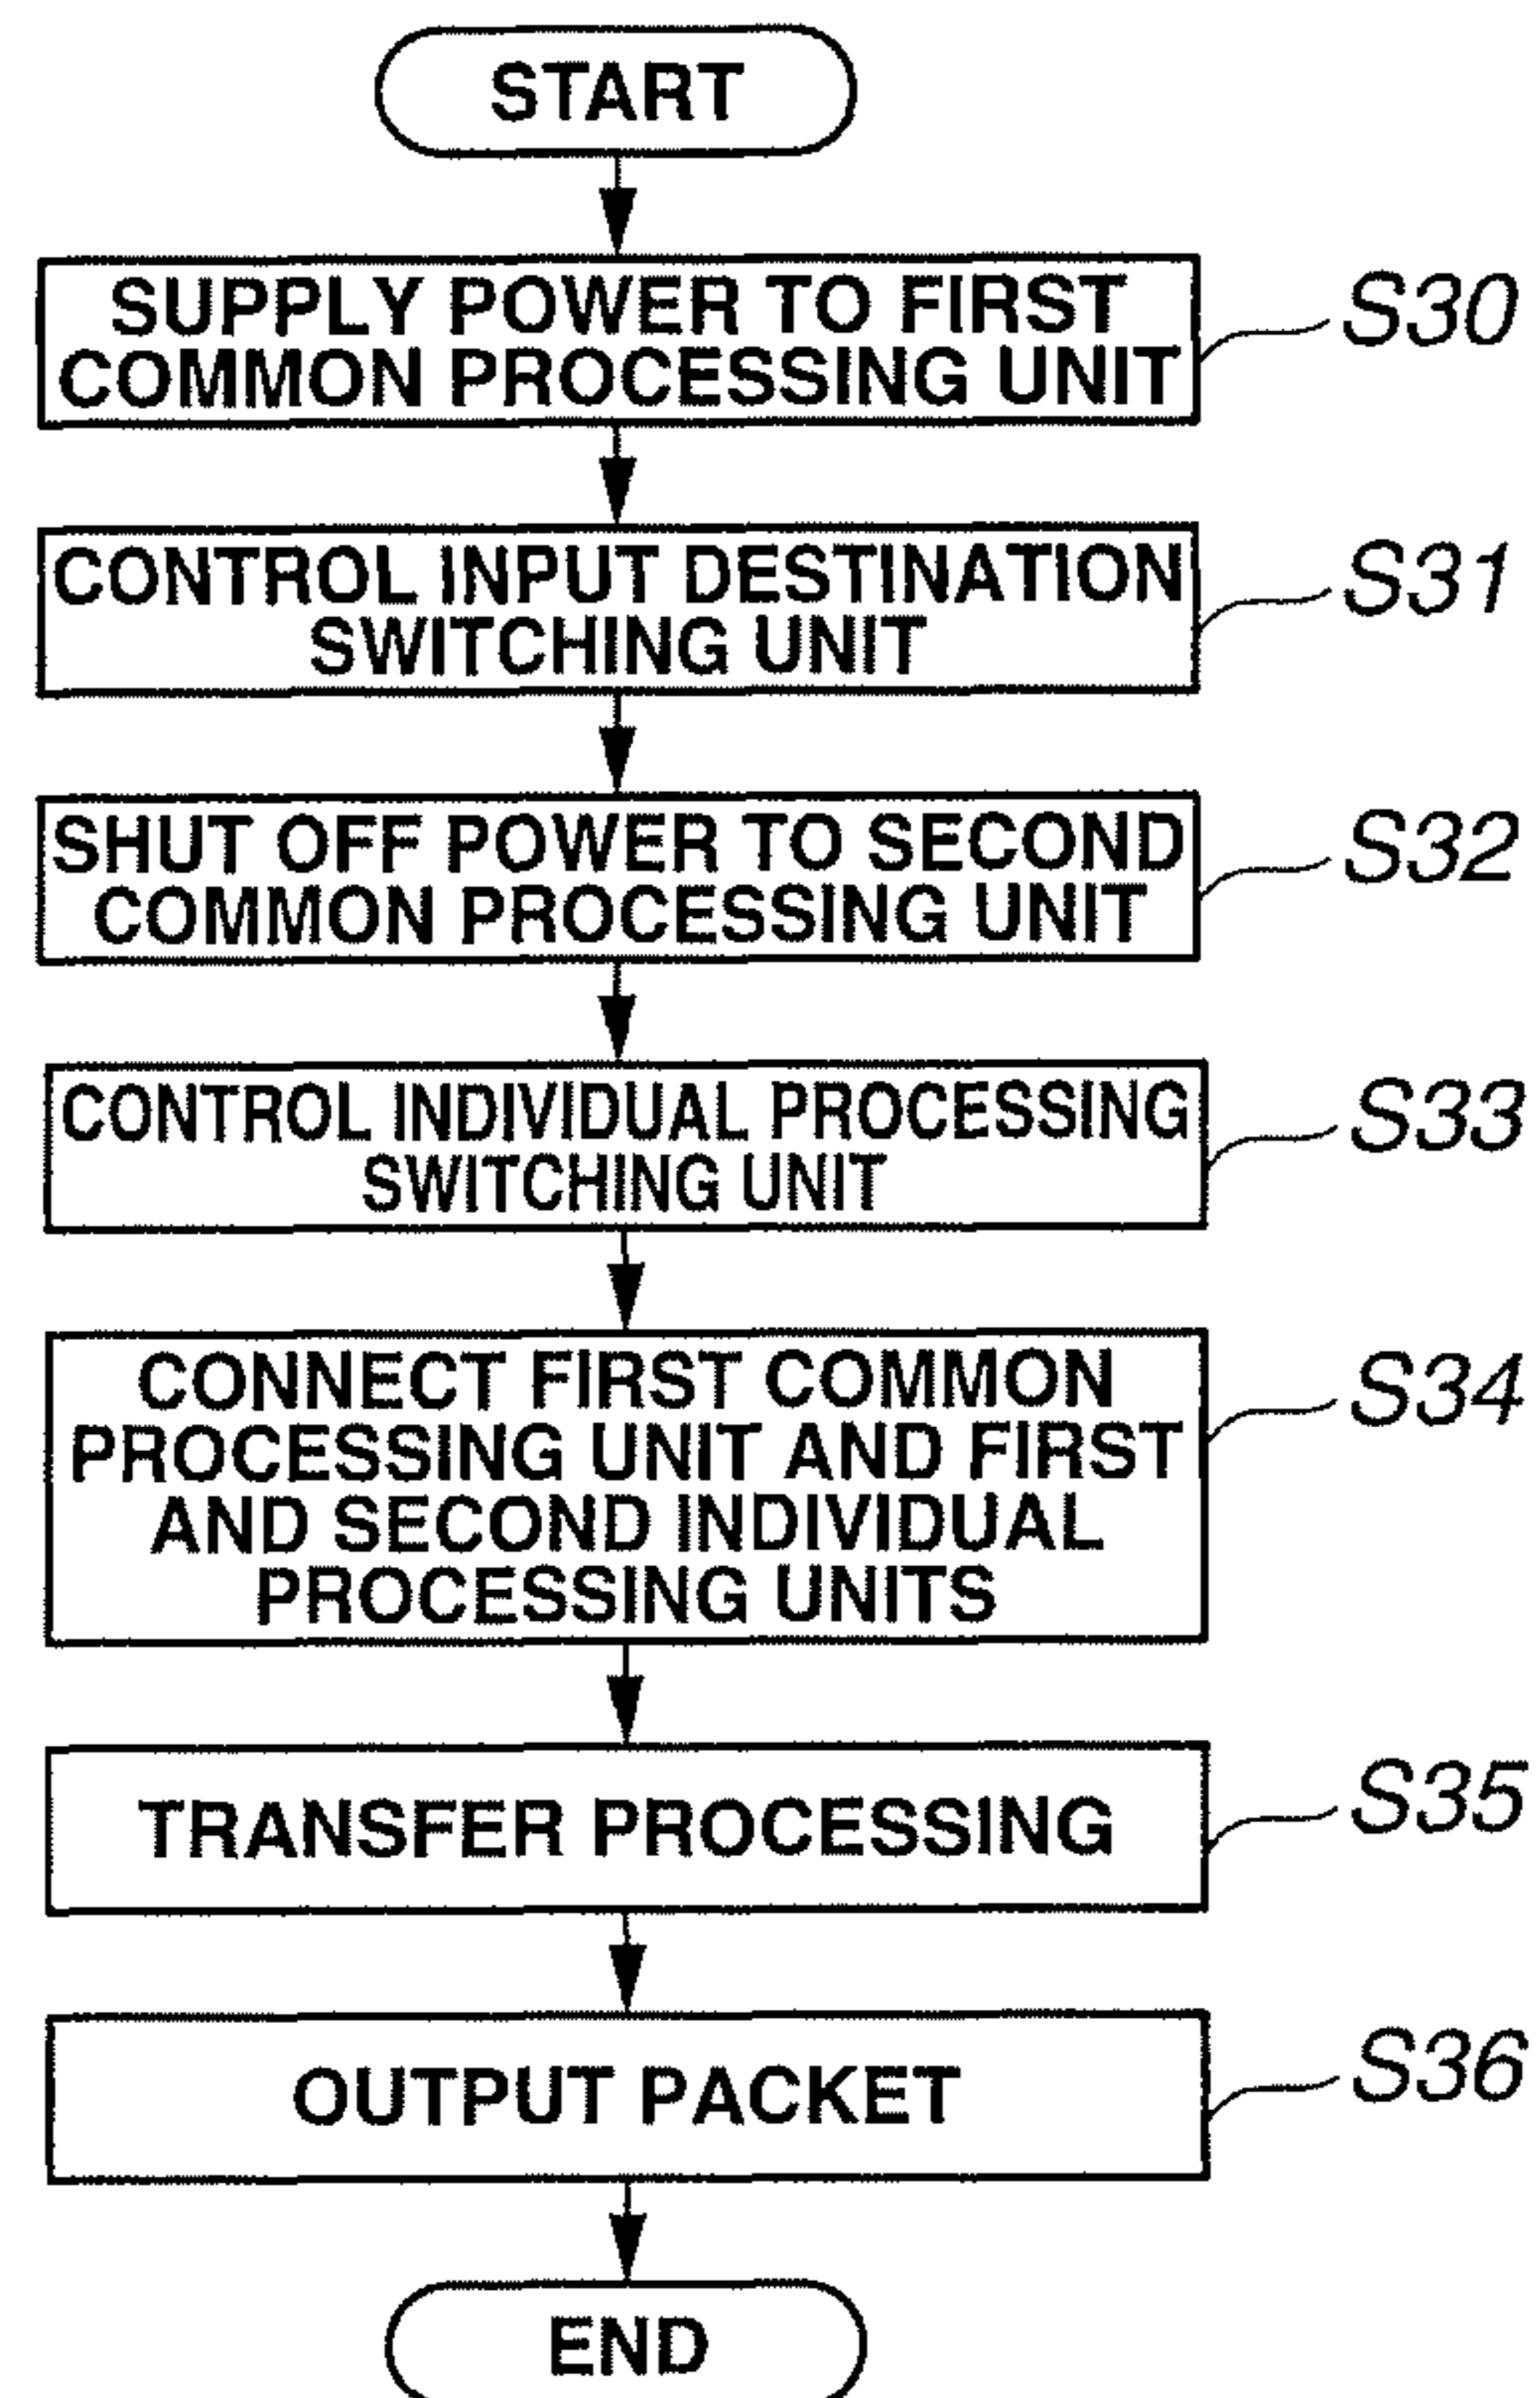 START
SUPPLY POWER TO FIRST
COMMON PROCESSING UNIT
S30
CONTROL INPUT DESTINATION
SWITCHING UNIT
S31
SHUT OFF POWER TO SECOND
COMMON PROCESSING UNIT
S32
CONTROL INDIVIDUAL PROCESSING
SWITCHING UNIT
S33
CONNECT FIRST COMMON
PROCESSING UNIT AND FIRST
AND SECOND INDIVIDUAL
PROCESSING UNITS
S34
TRANSFER PROCESSING
S35
OUTPUT PACKET
S36
END